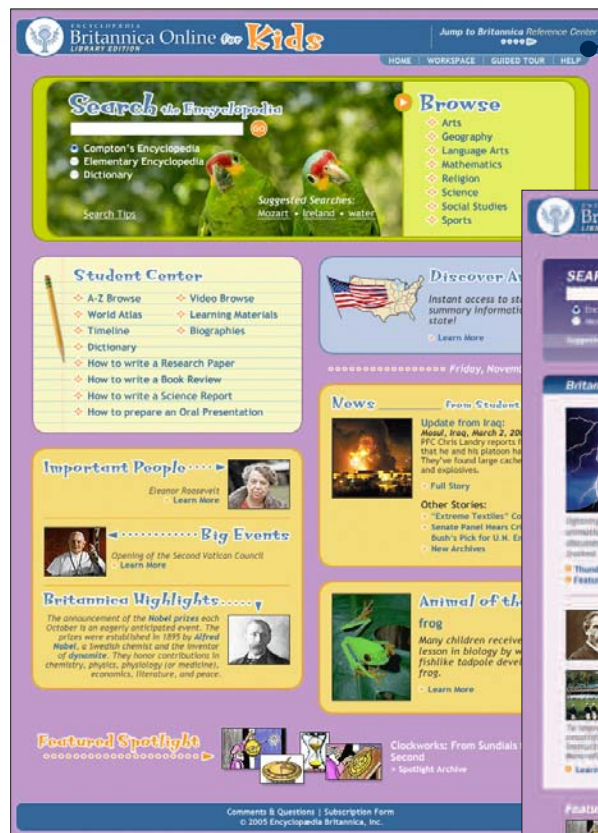 ENCYCLOPÆDIA
Britannica Online for Kids
LIBRARY EDITION
Jump to Britannica Reference Center
HOME | WORKSPACE | GUIDED TOUR | HELP
Search the Encyclopedia
GO
Compton's Encyclopedia
Elementary Encyclopedia
Dictionary
Search Tips
Suggested Searches:
Mozart • Ireland • water
Browse
Arts
Geography
Language Arts
Mathematics
Religion
Science
Social Studies
Sports
Student Center
A-Z Browse
Video Browse
World Atlas
Learning Materials
Timeline
Biographies
Dictionary
How to write a Research Paper
How to write a Book Review
How to write a Science Report
How to prepare an Oral Presentation
Discover
Instant access to
summary
state!
Learn More
Friday,
News from Student
Update from Iraq:
Mosul, Iraq, March 2,
PFC Chris Landry reports
that he and his platoon
They've found large
and explosives.
Full Story
Other Stories:
"Extreme Textiles"
Senate Panel Hears
Bush's Pick for U.N.
New Archives
Important People
Eleanor Roosevelt
Learn More
Big Events
Opening of the Second Vatican Council
Learn More
Britannica Highlights
The announcement of the Nobel prizes each
October is an eagerly anticipated event. The
prizes were established in 1895 by Alfred
Nobel, a Swedish chemist and the inventor
of dynamite. They honor contributions in
chemistry, physics, physiology (or medicine),
economics, literature, and peace.
Animal of
frog
Many children receive
lesson in biology by
fishlike tadpole
frog.
Learn More
Featured Spotlight
Clockworks: From Sundials
Second
» Spotlight Archive
Comments & Questions | Subscription Form
© 2005 Encyclopædia Britannica, Inc.